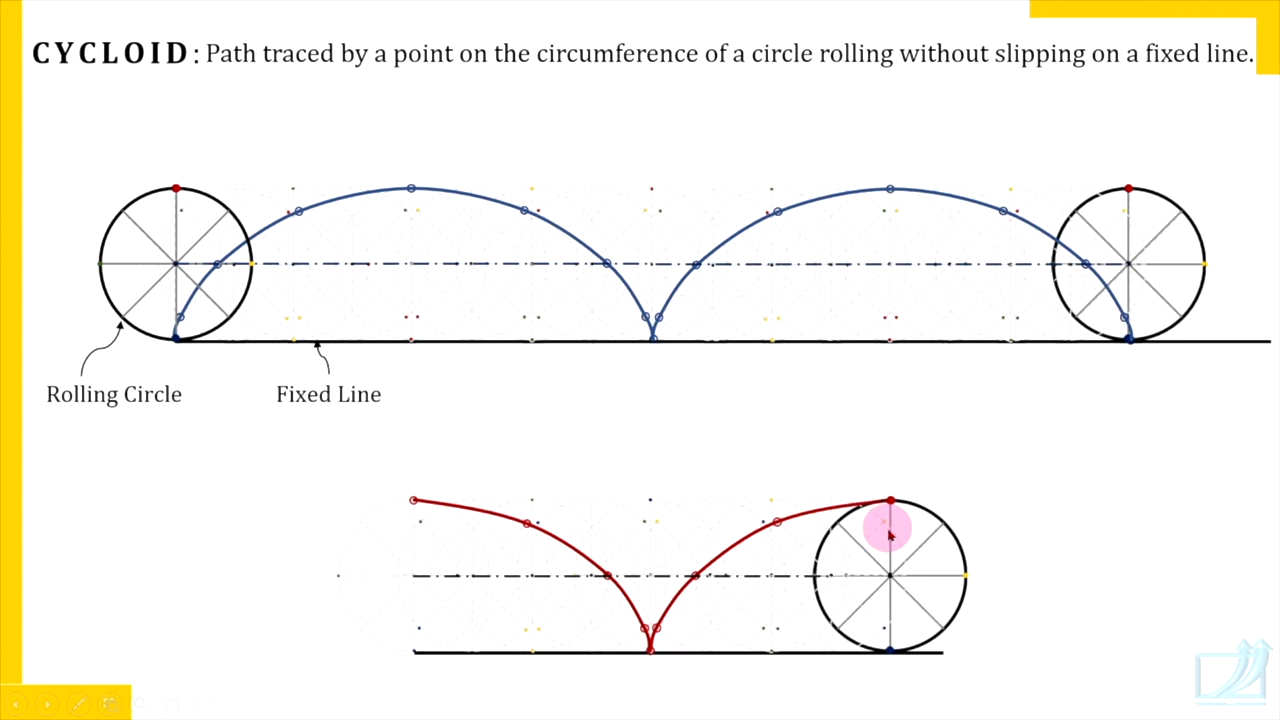 CYCLOID: Path traced by a point on the circumference of a circle rolling without slipping on a fixed line.
Rolling Circle
Fixed Line